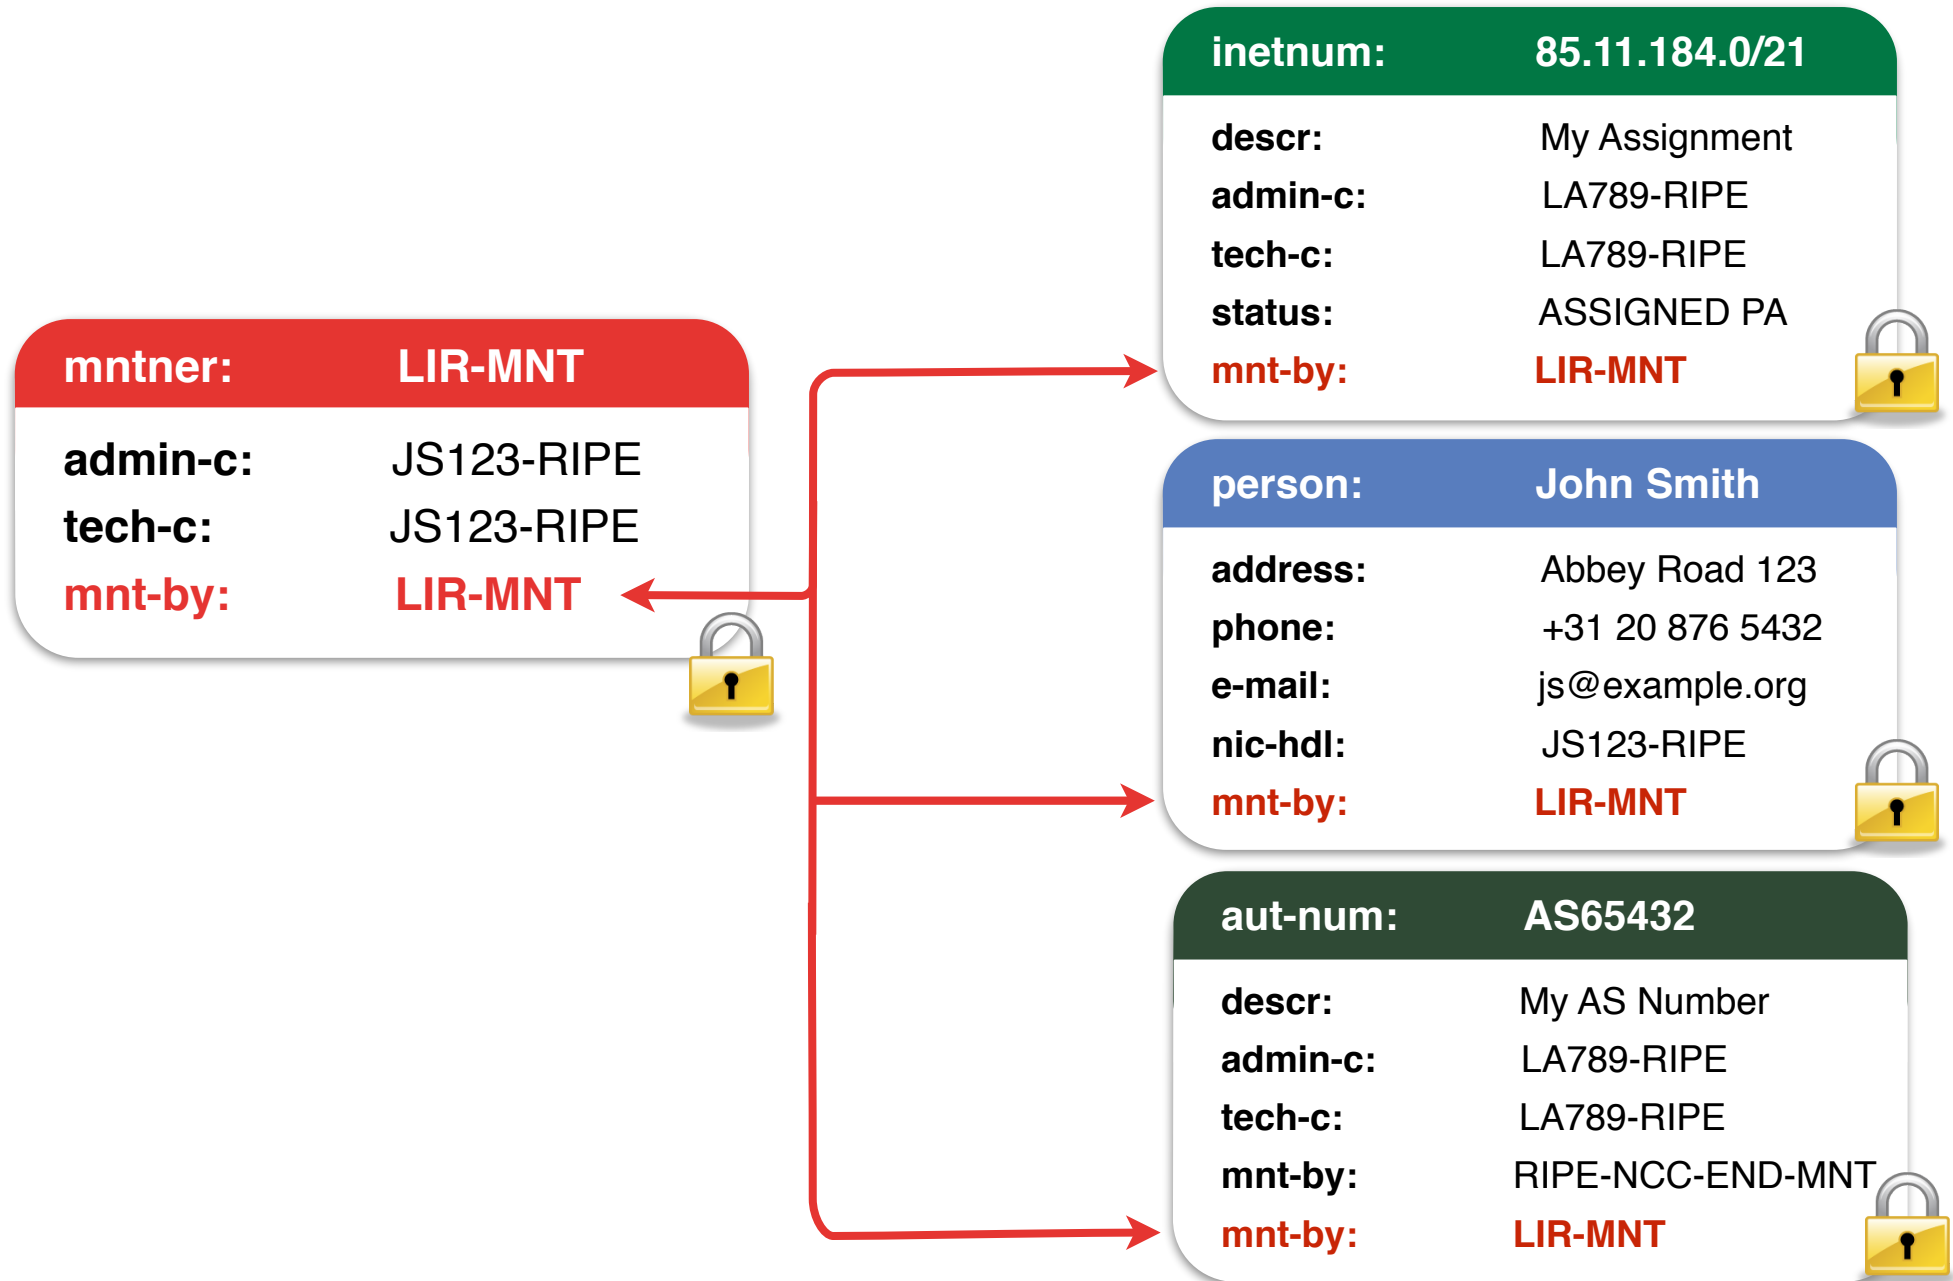 mntner: LIR-MNT
admin-c: JS123-RIPE
tech-c: JS123-RIPE
mnt-by: LIR-MNT
inetnum: 85.11.184.0/21
descr: My Assignment
admin-c: LA789-RIPE
tech-c: LA789-RIPE
status: ASSIGNED PA
mnt-by: LIR-MNT
person: John Smith
address: Abbey Road 123
phone: +31 20 876 5432
e-mail: js@example.org
nic-hdl: JS123-RIPE
mnt-by: LIR-MNT
aut-num: AS65432
descr: My AS Number
admin-c: LA789-RIPE
tech-c: LA789-RIPE
mnt-by: RIPE-NCC-END-MNT
mnt-by: LIR-MNT